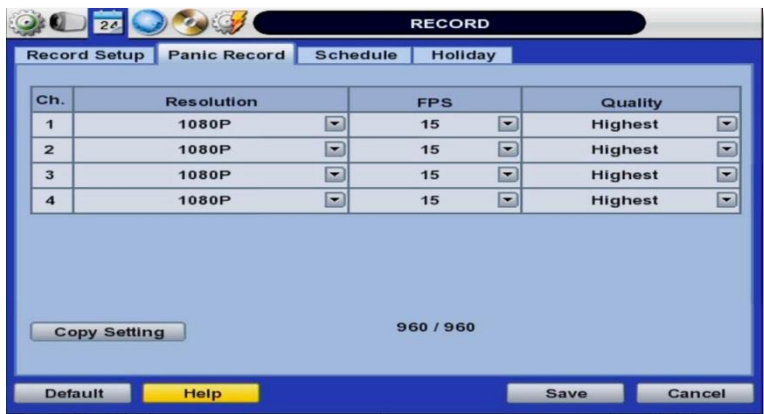 24 RECORD
Record Setup Panic Record Schedule Holiday
Ch. Resolution FPS Quality
1 1080P 15 Highest
2 1080P 15 Highest
3 1080P 15 Highest
4 1080P 15 Highest
Copy Setting 960 / 960
Default Help Save Cancel